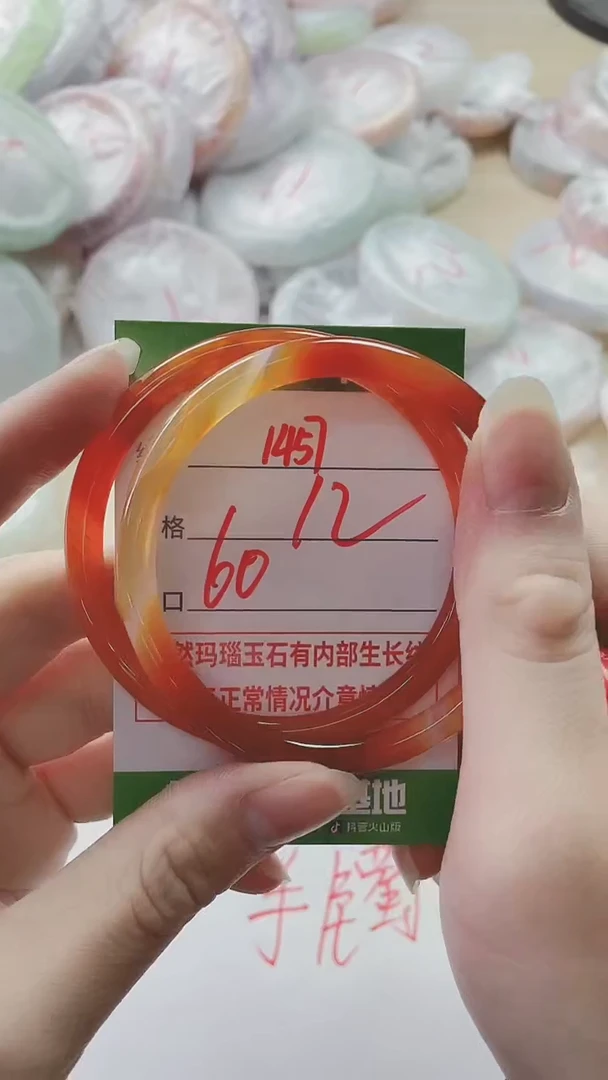 1457
12
格
60
口
然玛瑙玉石有内部生长纹
正常情况介意慎
基地
抖音火山版
手镯